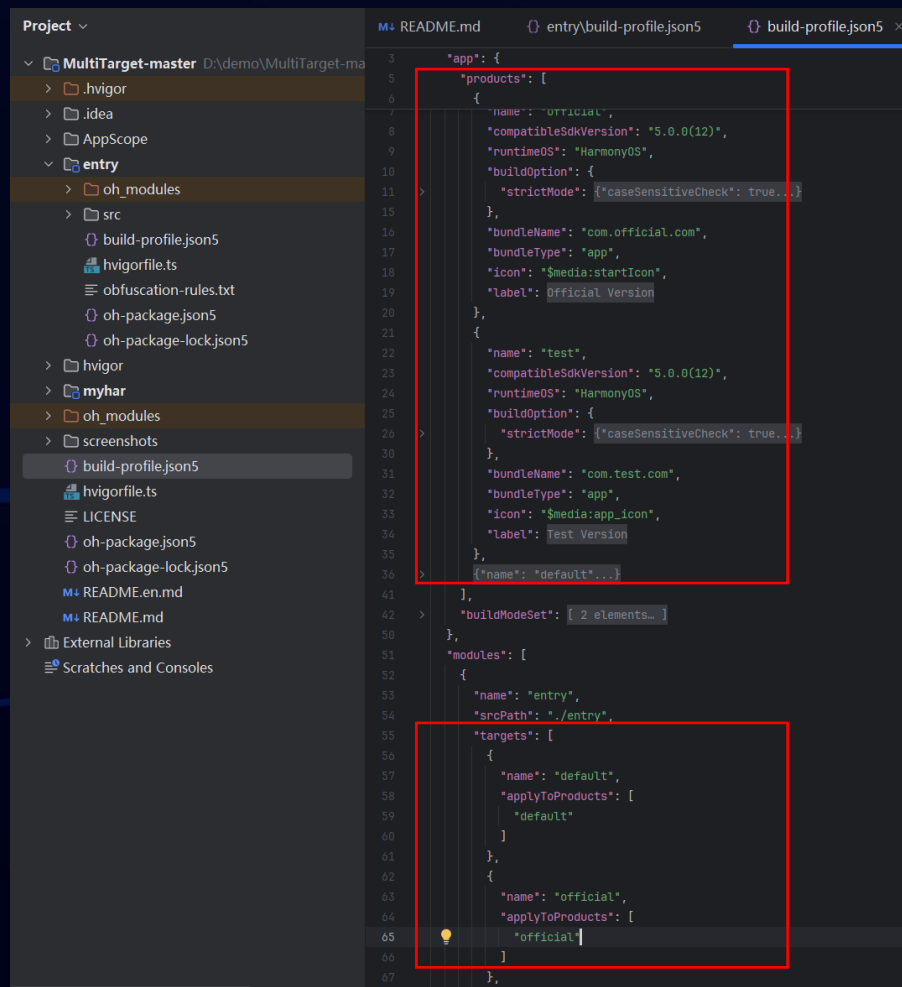 Project
MultiTarget-master D:\demo\MultiTarget-ma
.hvigor
.idea
AppScope
entry
oh_modules
src
build-profile.json5
hvigorfile.ts
obfuscation-rules.txt
oh-package.json5
oh-package-lock.json5
hvigor
myhar
oh_modules
screenshots
build-profile.json5
hvigorfile.ts
LICENSE
oh-package.json5
oh-package-lock.json5
README.en.md
README.md
External Libraries
Scratches and Consoles
README.md entry\build-profile.json5 build-profile.json5
3 "app": {
5 "products": [
6 {
7 "name": "official",
8 "compatibleSdkVersion": "5.0.0(12)",
9 "runtimeOS": "HarmonyOS",
10 "buildOption": {
11 "strictMode": {"caseSensitiveCheck": true...}
15 },
16 "bundleName": "com.official.com",
17 "bundleType": "app",
18 "icon": "$media:startIcon",
19 "label": Official Version
20 },
21 {
22 "name": "test",
23 "compatibleSdkVersion": "5.0.0(12)",
24 "runtimeOS": "HarmonyOS",
25 "buildOption": {
26 "strictMode": {"caseSensitiveCheck": true...}
30 },
31 "bundleName": "com.test.com",
32 "bundleType": "app",
33 "icon": "$media:app_icon",
34 "label": Test Version
35 },
36 {"name": "default"...}
41 ],
42 "buildModeSet": [ 2 elements… ]
50 },
51 "modules": [
52 {
53 "name": "entry",
54 "srcPath": "./entry",
55 "targets": [
56 {
57 "name": "default",
58 "applyToProducts": [
59 "default"
60 ]
61 },
62 {
63 "name": "official",
64 "applyToProducts": [
65 "official"
66 ]
67 },